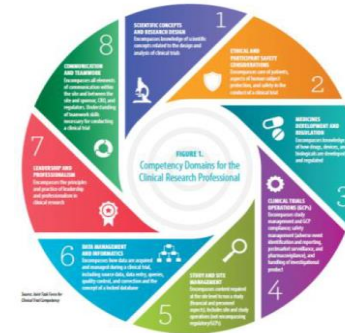 1
SCIENTIFIC CONCEPTS
AND RESEARCH DESIGN
Encompasses knowledge of scientific
concepts related to the design and
analysis of clinical trials
2
ETHICAL AND
PARTICIPANT SAFETY
CONSIDERATIONS
Encompasses care of patients,
aspects of human subject
protection, and safety in the
conduct of a clinical trial
3
MEDICINES
DEVELOPMENT AND
REGULATION
Encompasses knowledge
of how drugs, devices, and
biologicals are developed
and regulated
4
CLINICAL TRIALS
OPERATIONS (GCPs)
Encompasses study
management and GCP
compliance; safety
management (adverse event
identification and reporting,
postmarket surveillance, and
pharmacovigilance), and
handling of investigational
product
5
STUDY AND SITE
MANAGEMENT
Encompasses content required
at the site level to run a study
(financial and personnel
aspects). Includes site and study
operations (not encompassing
regulatory/GCPs)
6
DATA MANAGEMENT
AND INFORMATICS
Encompasses how data are acquired
and managed during a clinical trial,
including source data, data entry, queries,
quality control, and correction and the
concept of a locked database
7
LEADERSHIP AND
PROFESSIONALISM
Encompasses the principles
and practice of leadership
and professionalism in
clinical research
8
COMMUNICATION
AND TEAMWORK
Encompasses all elements
of communication within
the site and between the
site and sponsor, CRO, and
regulators. Understanding
of teamwork skills
necessary for conducting
a clinical trial
FIGURE 1.
Competency Domains for the
Clinical Research Professional
Source: Joint Task Force for
Clinical Trial Competency